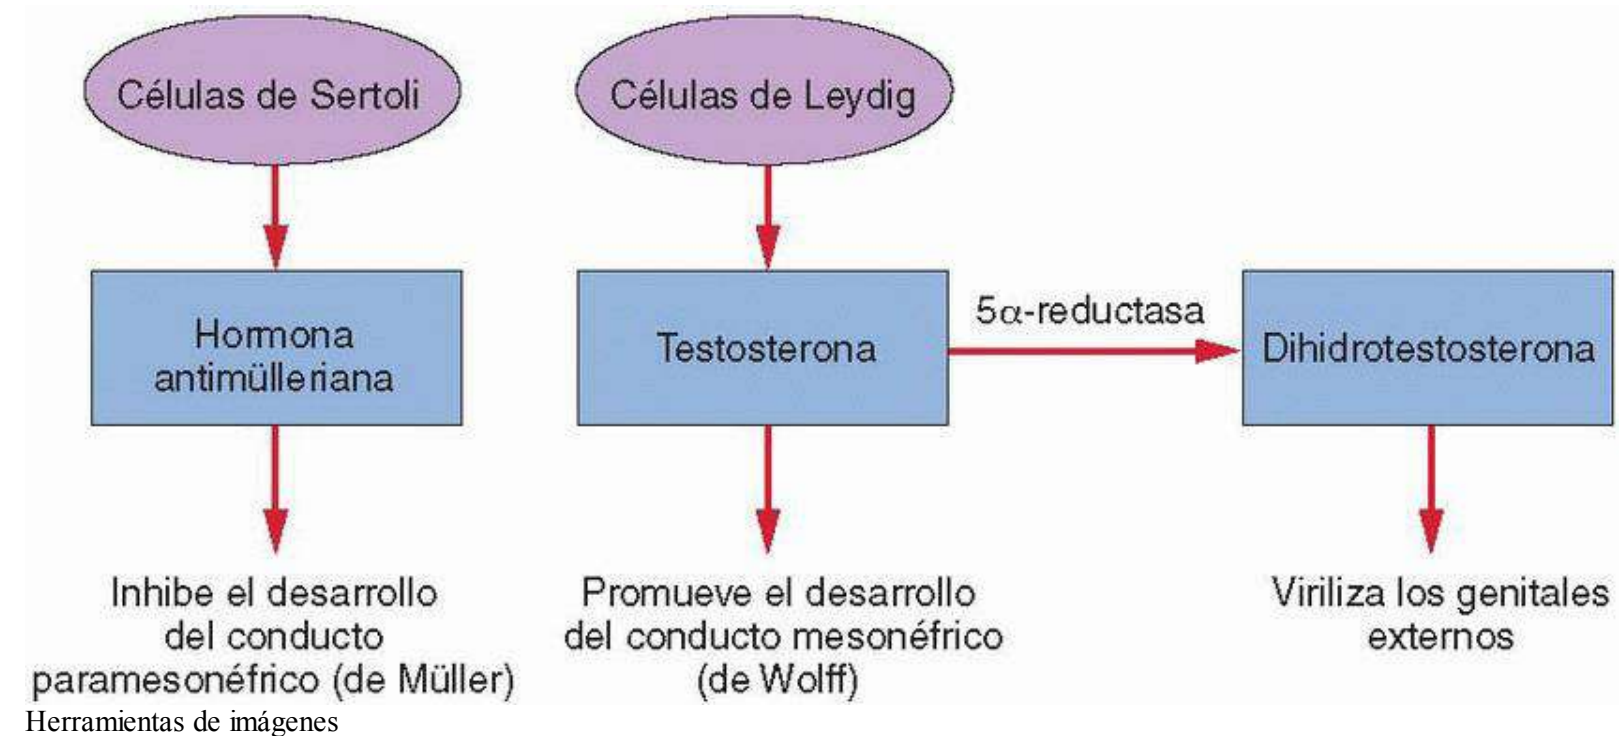 Células de Sertoli
Células de Leydig
Hormona
antimülleriana
Testosterona
5α-reductasa
Dihidrotestosterona
Inhibe el desarrollo
del conducto
paramesonéfrico (de Müller)
Promueve el desarrollo
del conducto mesonéfrico
(de Wolff)
Viriliza los genitales
externos
Herramientas de imágenes